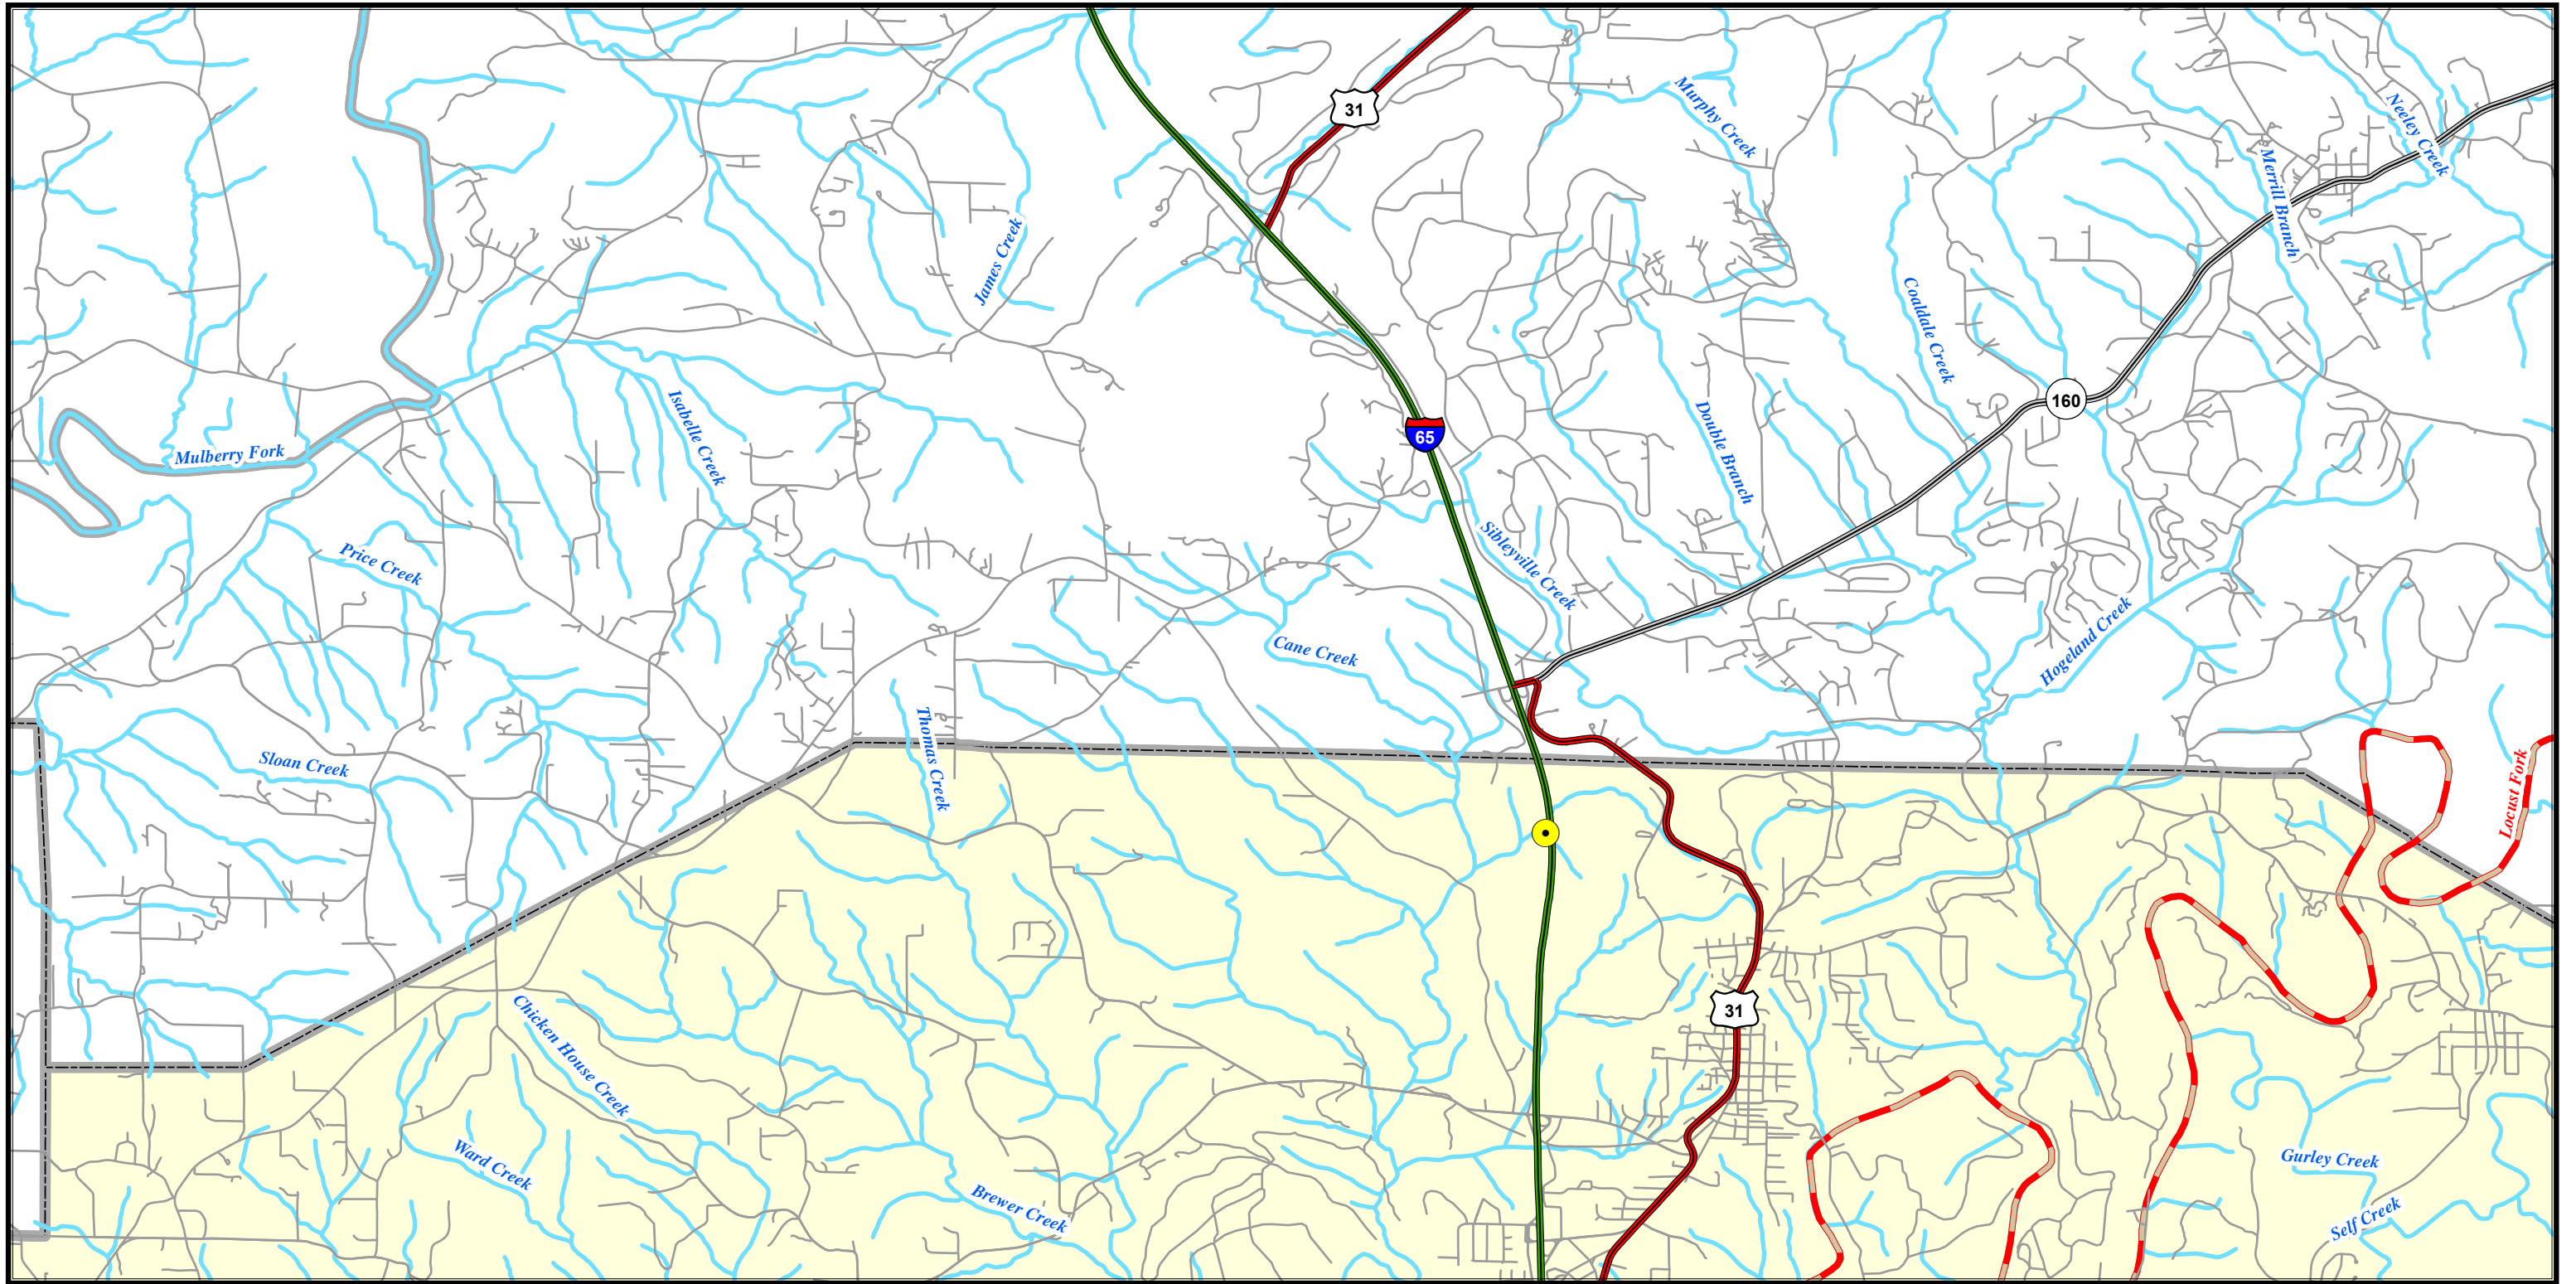 31
Murphy Creek
Neeley Creek
Merrill Branch
James Creek
Coaldale Creek
160
Isabelle Creek
Double Branch
65
Mulberry Fork
Sibleyville Creek
Price Creek
Hogeland Creek
Cane Creek
Thomas Creek
Sloan Creek
Locust Fork
31
Chicken House Creek
Ward Creek
Gurley Creek
Brewer Creek
Self Creek